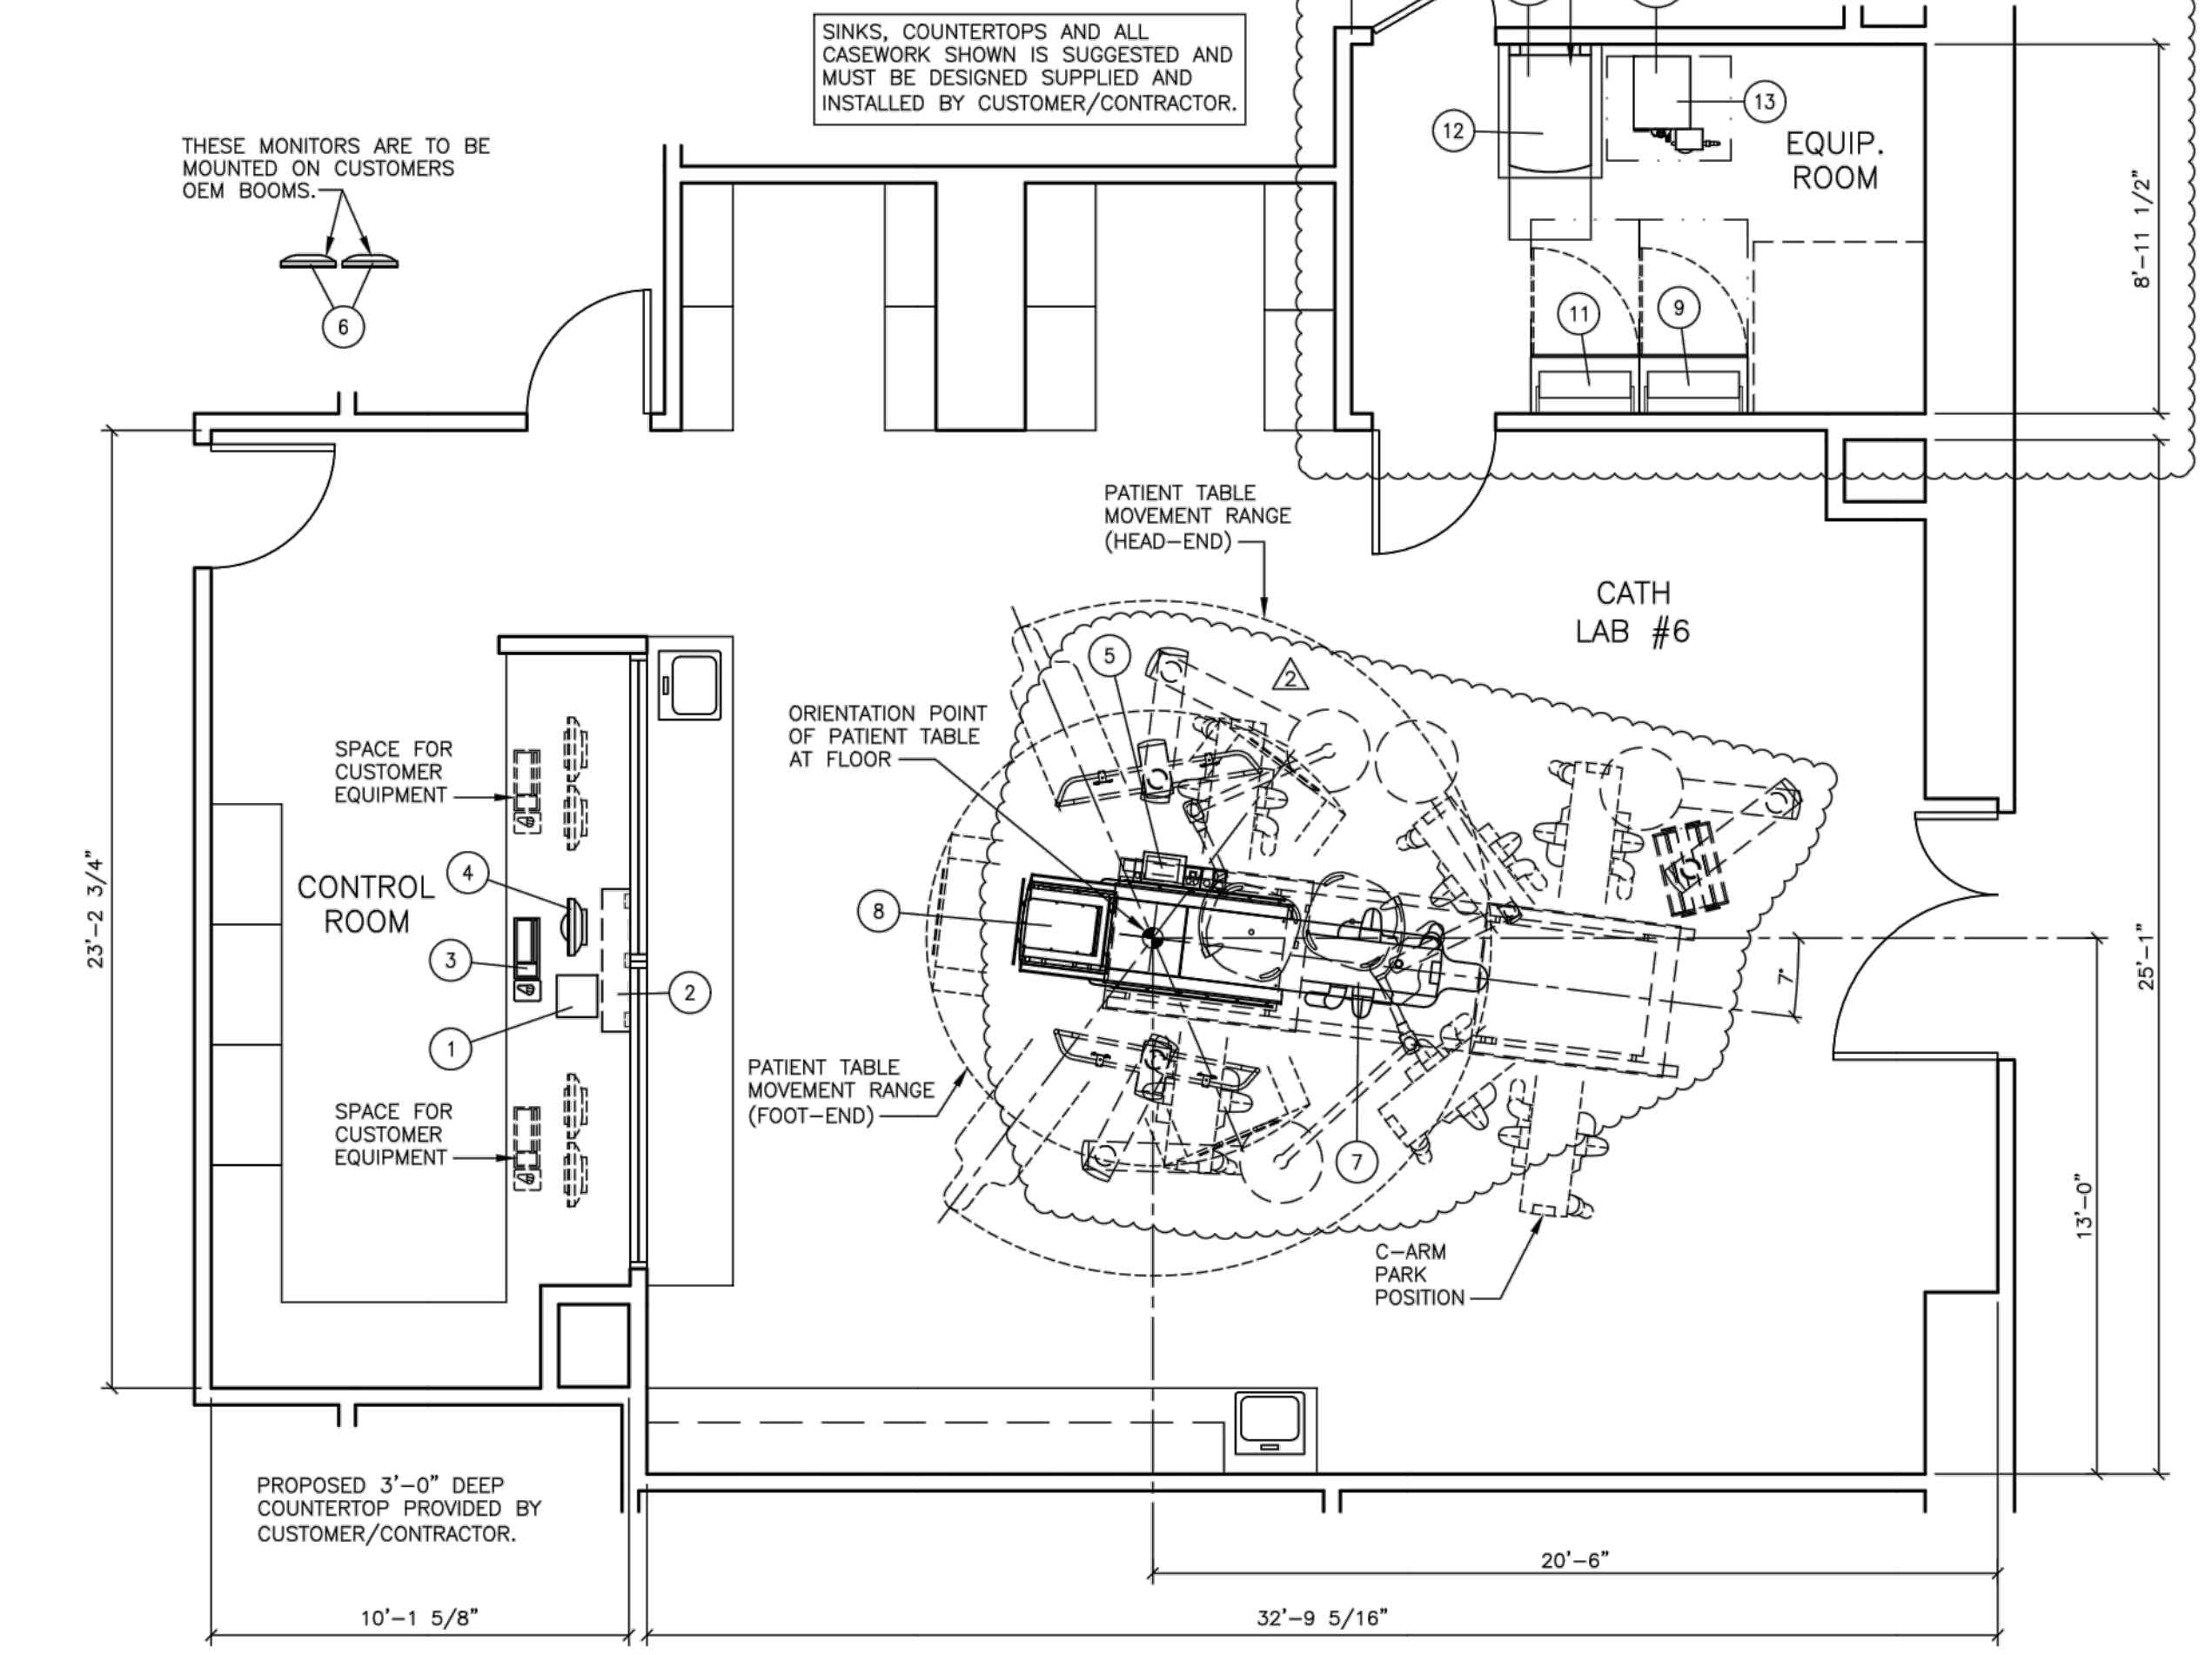 SINKS, COUNTERTOPS AND ALL
CASEWORK SHOWN IS SUGGESTED AND
MUST BE DESIGNED SUPPLIED AND
INSTALLED BY CUSTOMER/CONTRACTOR.
THESE MONITORS ARE TO BE
MOUNTED ON CUSTOMERS
OEM BOOMS.
6
12
13
EQUIP.
ROOM
11
9
8'-11 1/2"
PATIENT TABLE
MOVEMENT RANGE
(HEAD-END)
CATH
LAB #6
5
2
ORIENTATION POINT
OF PATIENT TABLE
AT FLOOR
SPACE FOR
CUSTOMER
EQUIPMENT
4
CONTROL
ROOM
3
2
1
8
23'-2 3/4"
7°
25'-1"
PATIENT TABLE
MOVEMENT RANGE
(FOOT-END)
SPACE FOR
CUSTOMER
EQUIPMENT
7
13'-0"
C-ARM
PARK
POSITION
PROPOSED 3'-0" DEEP
COUNTERTOP PROVIDED BY
CUSTOMER/CONTRACTOR.
20'-6"
10'-1 5/8"
32'-9 5/16"